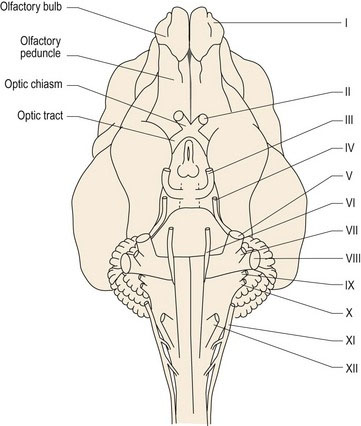 Olfactory bulb
Olfactory
peduncle
Optic chiasm
Optic tract
I
II
III
IV
V
VI
VII
VIII
IX
X
XI
XII